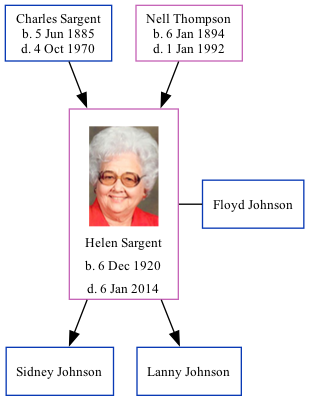 Charles Sargent
b. 5 Jun 1885
d. 4 Oct 1970
Nell Thompson
b. 6 Jan 1894
d. 1 Jan 1992
Helen Sargent
b. 6 Dec 1920
d. 6 Jan 2014
Floyd Johnson
Sidney Johnson
Lanny Johnson